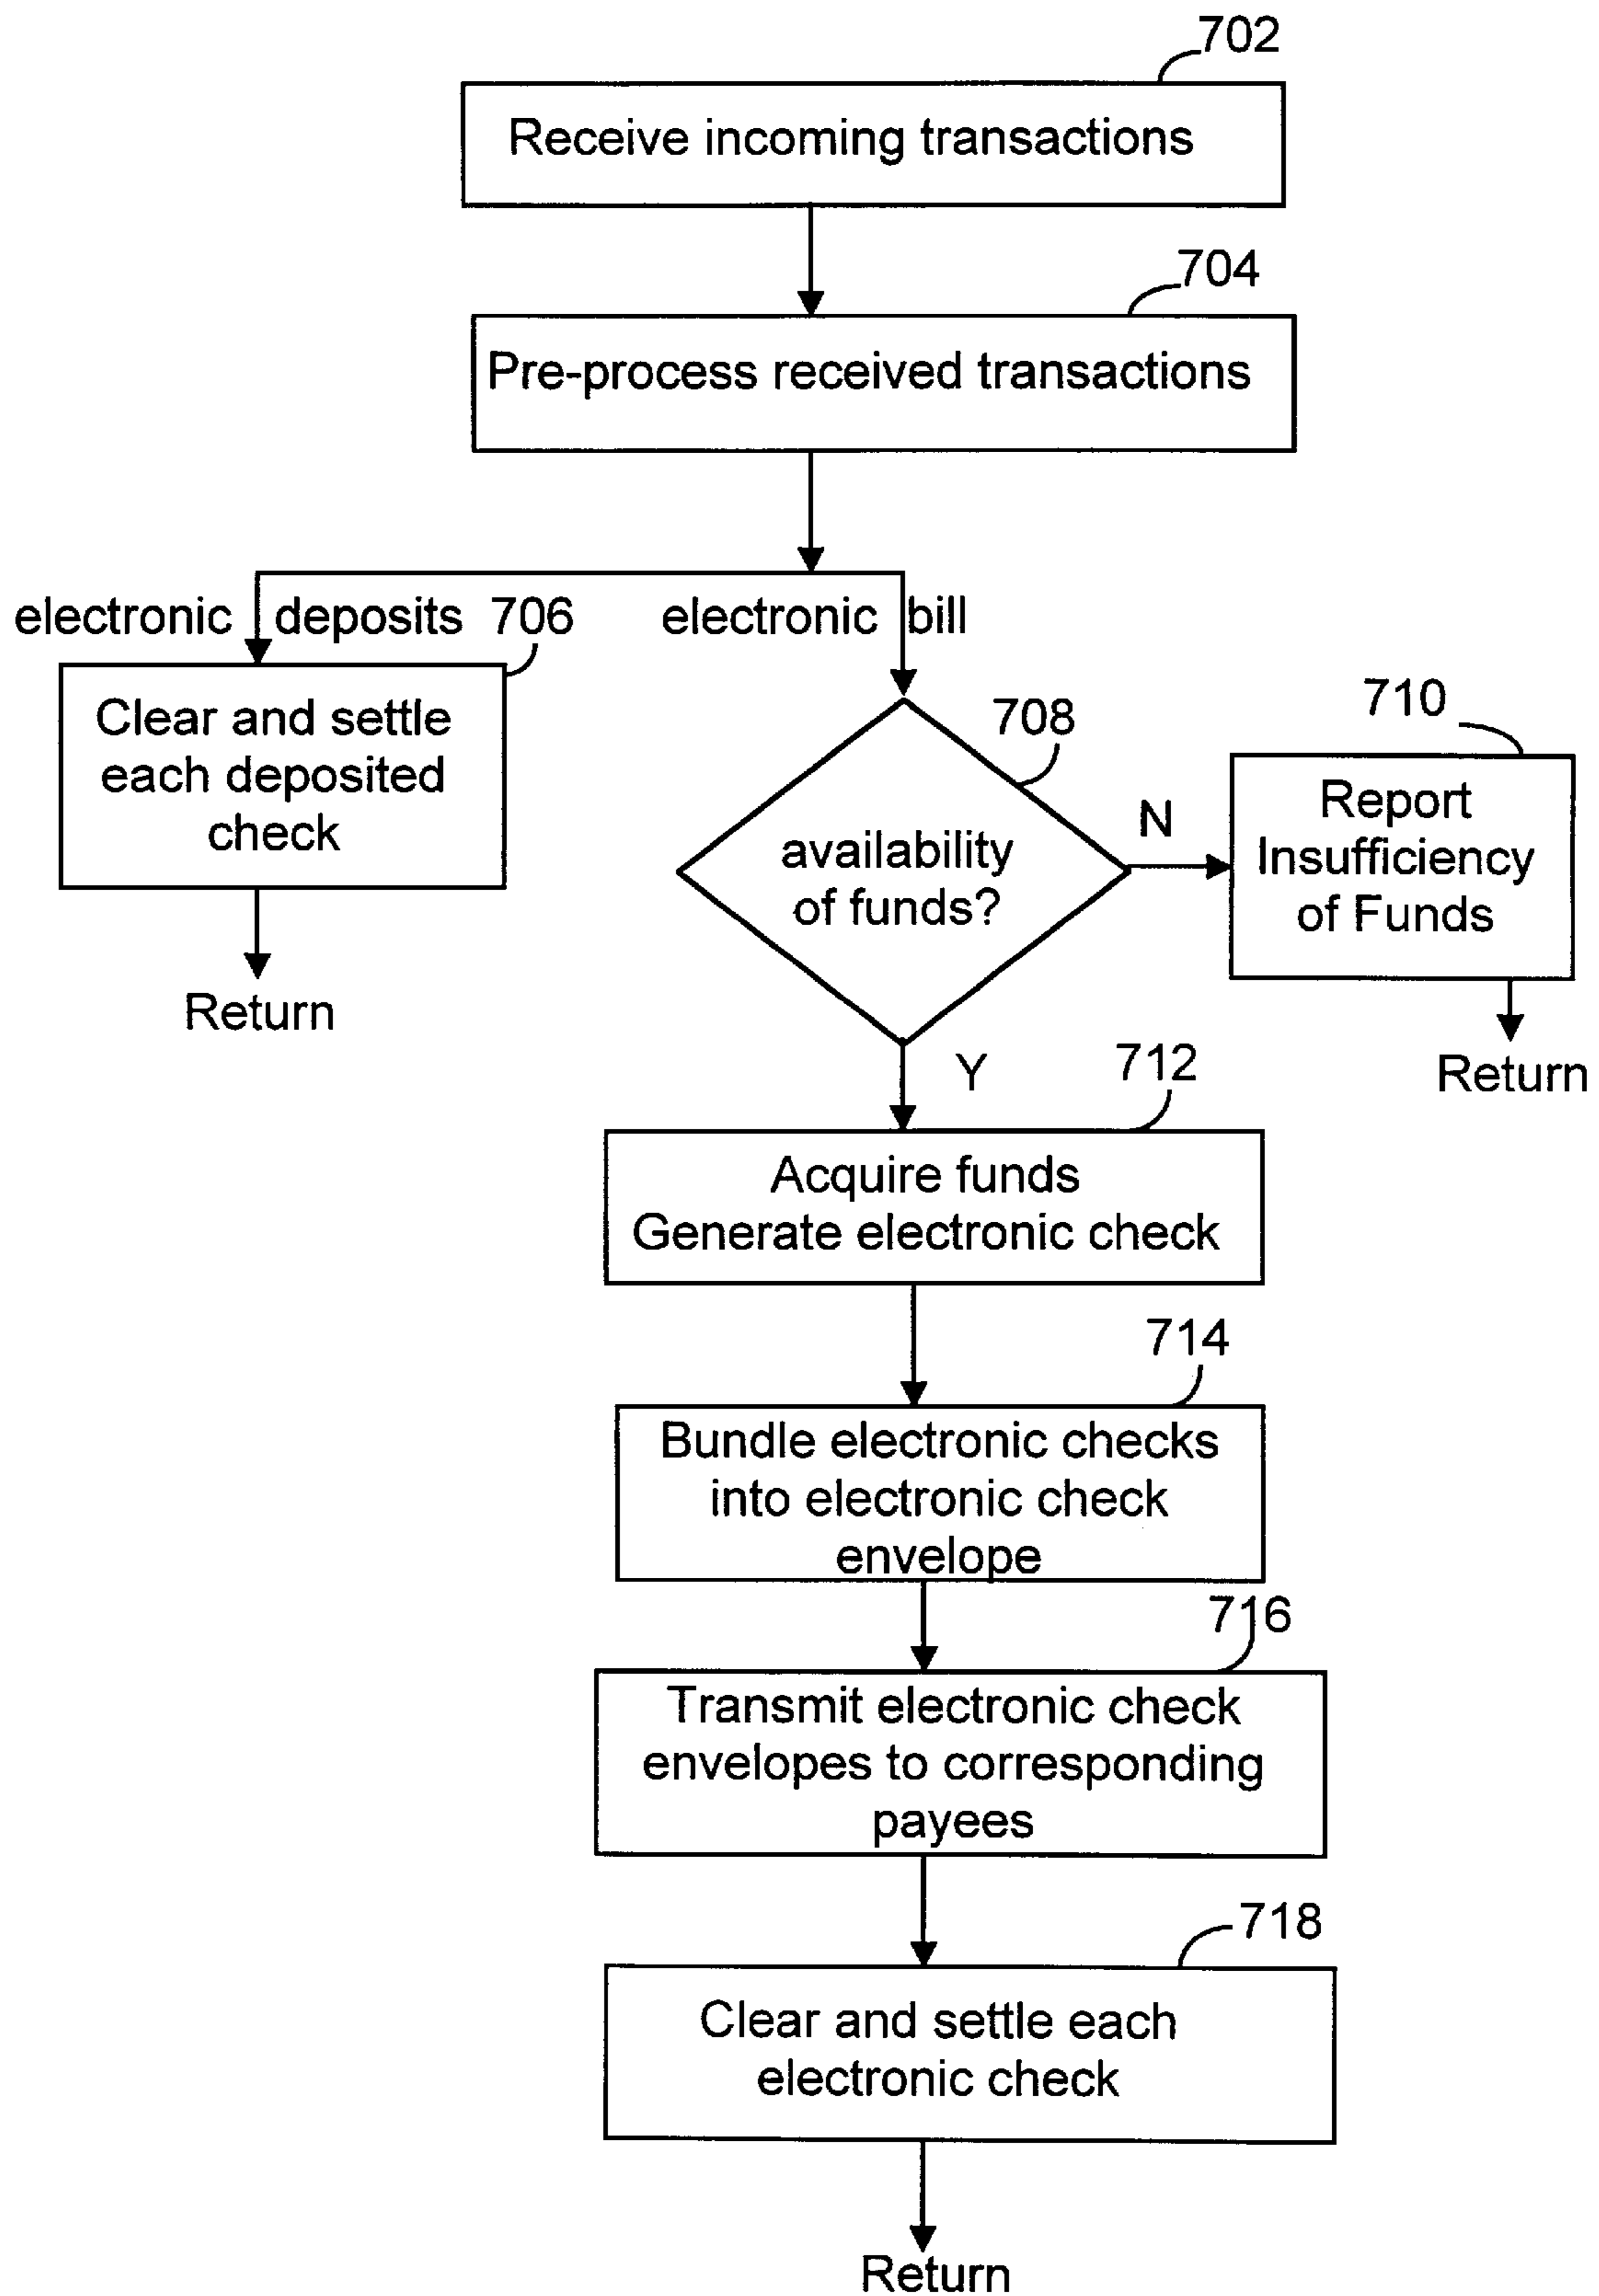 702
Receive incoming transactions
704
Pre-process received transactions
electronic deposits 706
electronic bill
Clear and settle
each deposited
check
Return
708
availability
of funds?
N
710
Report
Insufficiency
of Funds
Return
Y
712
Acquire funds
Generate electronic check
714
Bundle electronic checks
into electronic check
envelope
716
Transmit electronic check
envelopes to corresponding
payees
718
Clear and settle each
electronic check
Return